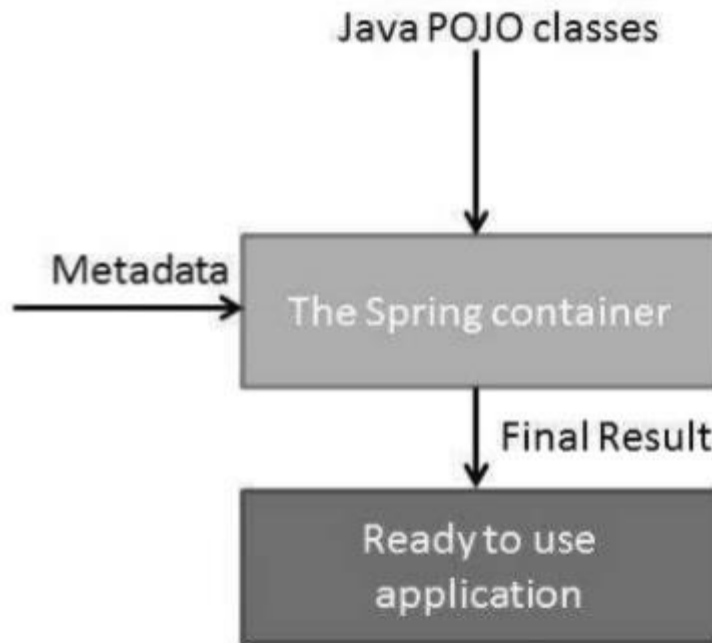 Java POJO classes
Metadata
The Spring container
Final Result
Ready to use
application